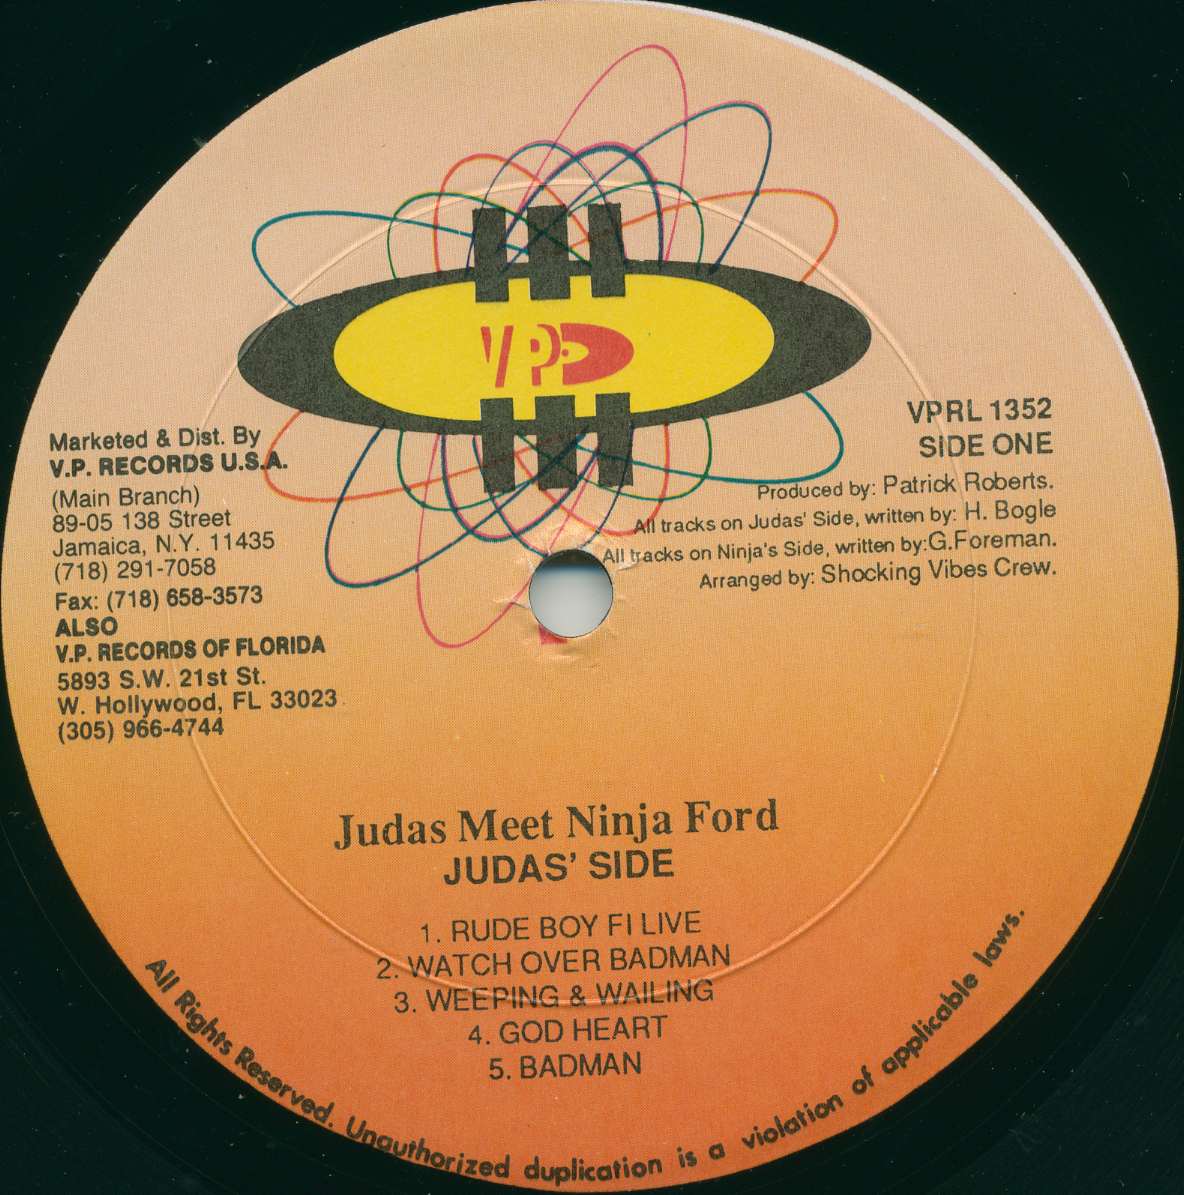 VP
Marketed & Dist. By
V.P. RECORDS U.S.A.
(Main Branch)
89-05 138 Street
Jamaica, N.Y. 11435
(718) 291-7058
Fax: (718) 658-3573
ALSO
V.P. RECORDS OF FLORIDA
5893 S.W. 21st St.
W. Hollywood, FL 33023
(305) 966-4744
VPRL 1352
SIDE ONE
Produced by: Patrick Roberts.
All tracks on Judas' Side, written by: H. Bogle
All tracks on Ninja's Side, written by:G.Foreman.
Arranged by: Shocking Vibes Crew.
Judas Meet Ninja Ford
JUDAS' SIDE
1. RUDE BOY FI LIVE
2. WATCH OVER BADMAN
3. WEEPING & WAILING
4. GOD HEART
5. BADMAN
All Rights Reserved. Unauthorized duplication is a violation of applicable laws.